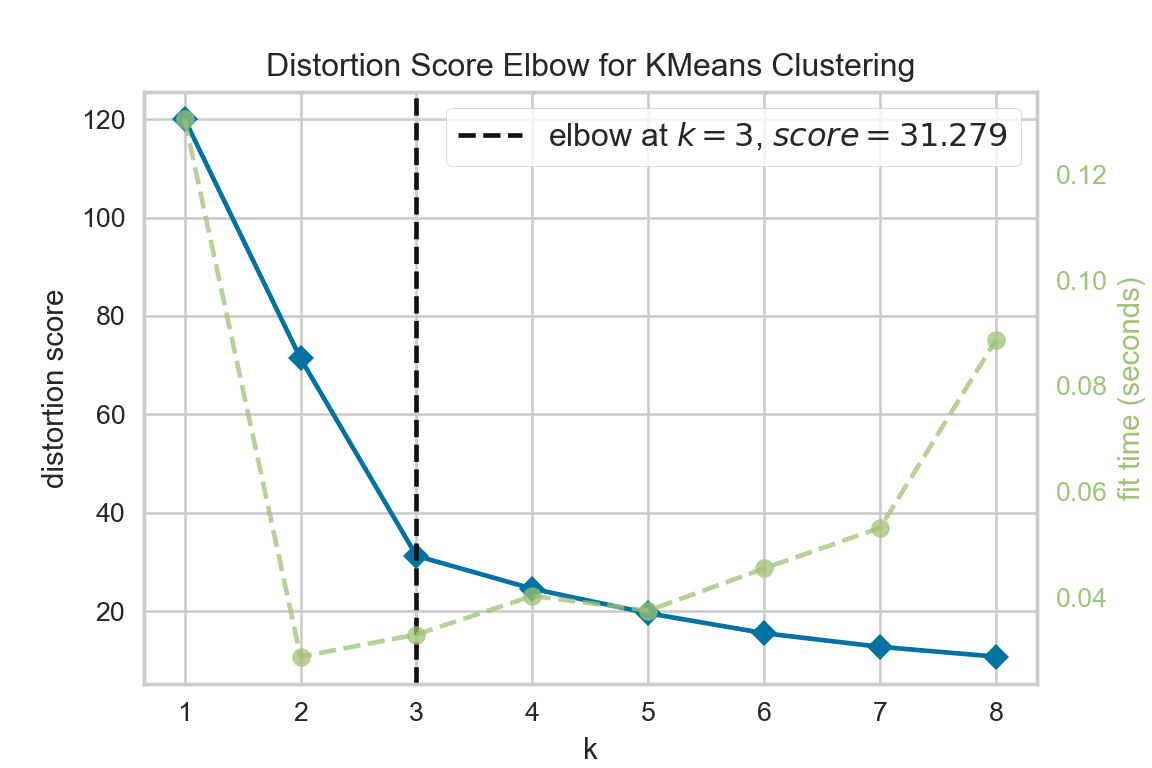 Distortion Score Elbow for KMeans Clustering
elbow at k = 3, score = 31.279
120
100
80
60
40
20
distortion score
0.12
0.10
0.08
0.06
0.04
fit time (seconds)
1 2 3 4 5 6 7 8
k